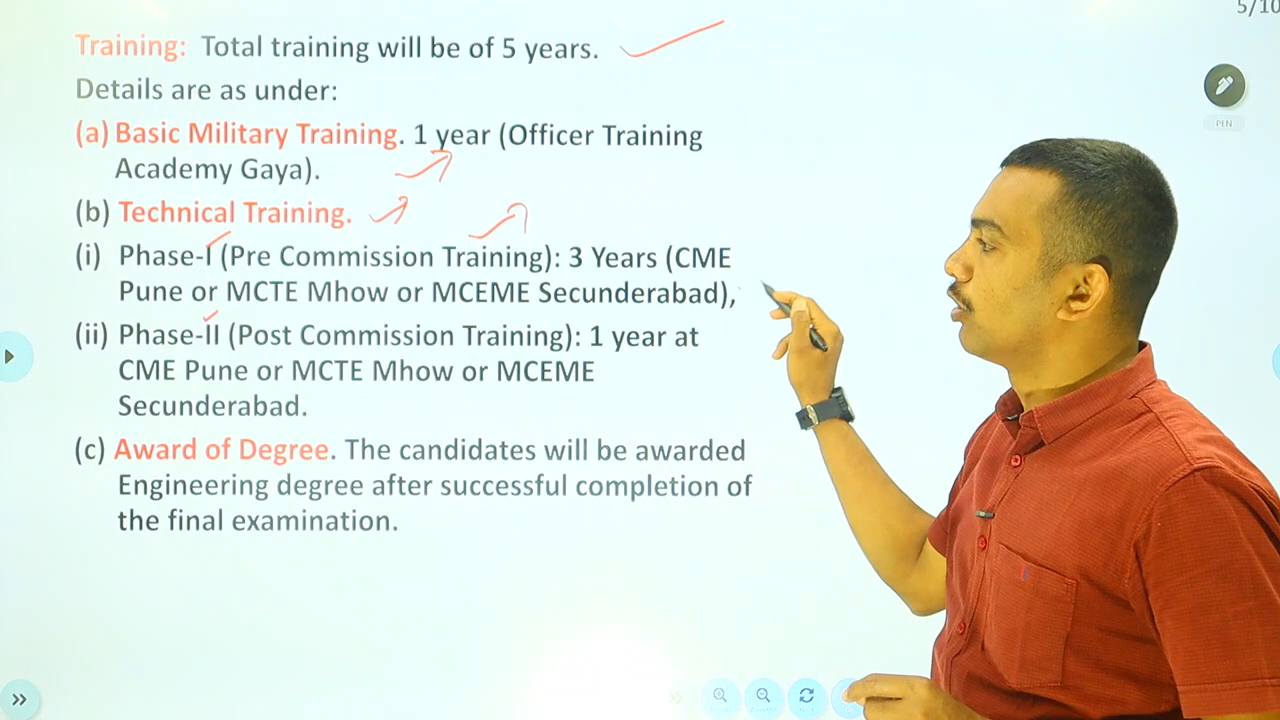 5/10
Training: Total training will be of 5 years.
Details are as under:
(a) Basic Military Training. 1 year (Officer Training
Academy Gaya).
(b) Technical Training.
(i) Phase-I (Pre Commission Training): 3 Years (CME
Pune or MCTE Mhow or MCEME Secunderabad),
(ii) Phase-II (Post Commission Training): 1 year at
CME Pune or MCTE Mhow or MCEME
Secunderabad.
(c) Award of Degree. The candidates will be awarded
Engineering degree after successful completion of
the final examination.
PEN